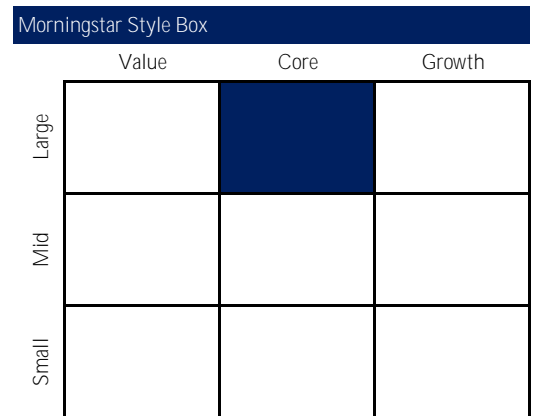 Morningstar Style Box
Value Core Growth
Large
Mid
Small